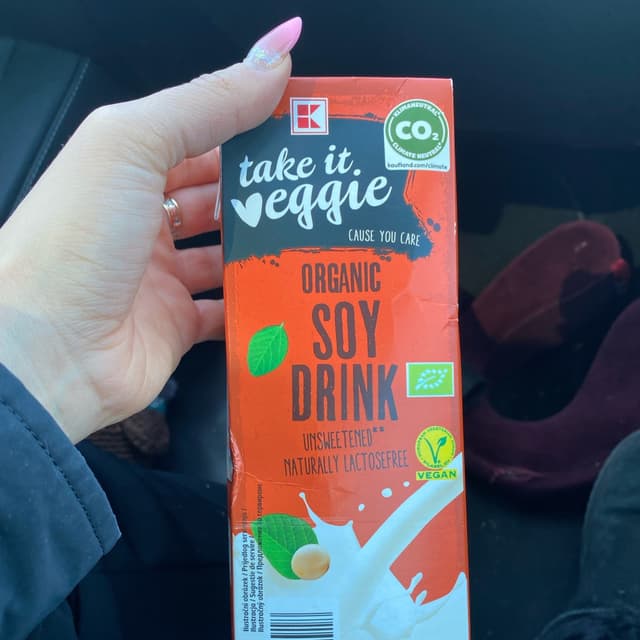 K
KLIMANEUTRAL
CO₂
CLIMATE NEUTRAL
kaufland.com/climate
take it
veggie
CAUSE YOU CARE
ORGANIC
SOY
DRINK
UNSWEETENED**
NATURALLY LACTOSEFREE
VEGAN